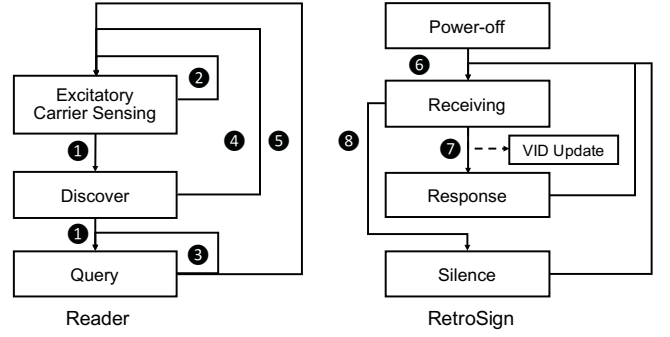 Excitatory
Carrier Sensing
Discover
Query
1
1
2
3
4
5
Reader
Power-off
Receiving
VID Update
Response
Silence
6
7
8
RetroSign